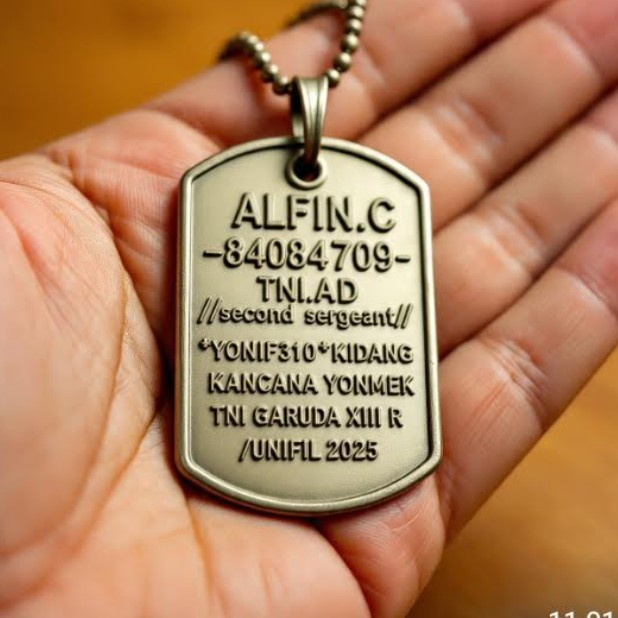 ALFIN.C
-84084709-
TNI.AD
//second sergeant//
*YONIF310*KIDANG
KANCANA YONMEK
TNI GARUDA XIII R
/UNIFIL 2025